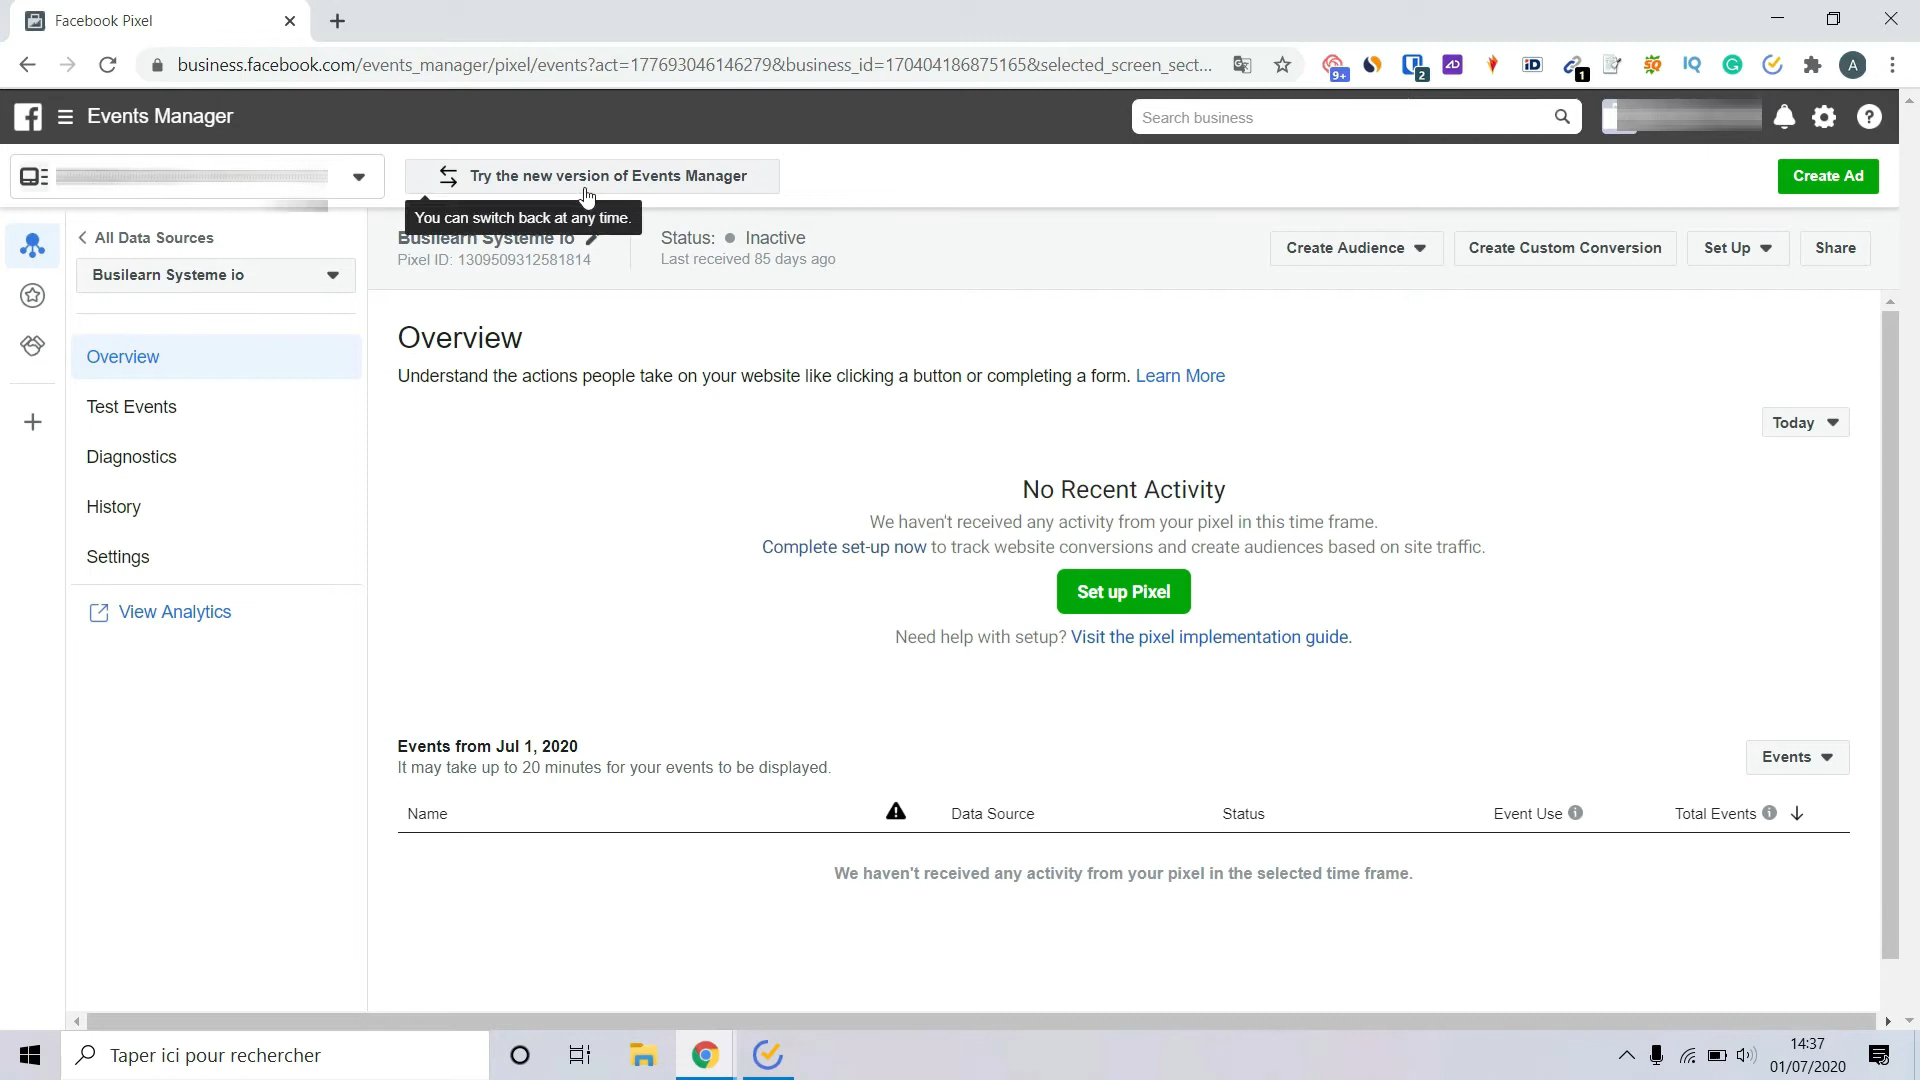 Facebook Pixel
business.facebook.com/events_manager/pixel/events?act=177693046146279&business_id=170404186875165&selected_screen_sect...
9+
2
1
A
Events Manager
Search business
Try the new version of Events Manager
Create Ad
You can switch back at any time.
All Data Sources
Busilearn Systeme io
Busilearn Systeme io
Pixel ID: 1309509312581814
Status: Inactive
Last received 85 days ago
Create Audience
Create Custom Conversion
Set Up
Share
Overview
Test Events
Diagnostics
History
Settings
View Analytics
Overview
Understand the actions people take on your website like clicking a button or completing a form. Learn More
Today
No Recent Activity
We haven't received any activity from your pixel in this time frame.
Complete set-up now to track website conversions and create audiences based on site traffic.
Set up Pixel
Need help with setup? Visit the pixel implementation guide.
Events from Jul 1, 2020
It may take up to 20 minutes for your events to be displayed.
Events
Name Data Source Status Event Use Total Events
We haven't received any activity from your pixel in the selected time frame.
Taper ici pour rechercher
14:37
01/07/2020